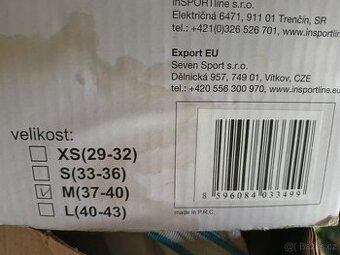 inSPORTline s.r.o.
Električná 6471, 911 01 Trenčín, SR
tel.: +421(0)326 526 701, www.insportline
Export EU
Seven Sport s.r.o.
Dělnická 957, 749 01, Vítkov, CZE
tel.: +420 556 300 970, www.insportline.eu
velikost:
XS(29-32)
S(33-36)
M(37-40)
L(40-43)
8 596084 033499
made in P.R.C.